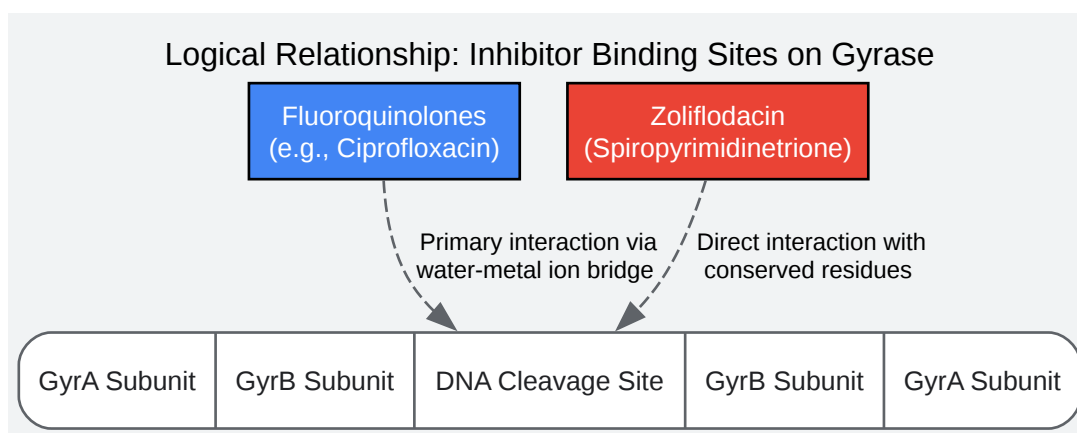 Logical Relationship: Inhibitor Binding Sites on Gyrase
Fluoroquinolones
(e.g., Ciprofloxacin)
Zoliflodacin
(Spiropyrimidinetrione)
Primary interaction via
water-metal ion bridge
Direct interaction with
conserved residues
GyrA Subunit
GyrB Subunit
DNA Cleavage Site
GyrB Subunit
GyrA Subunit